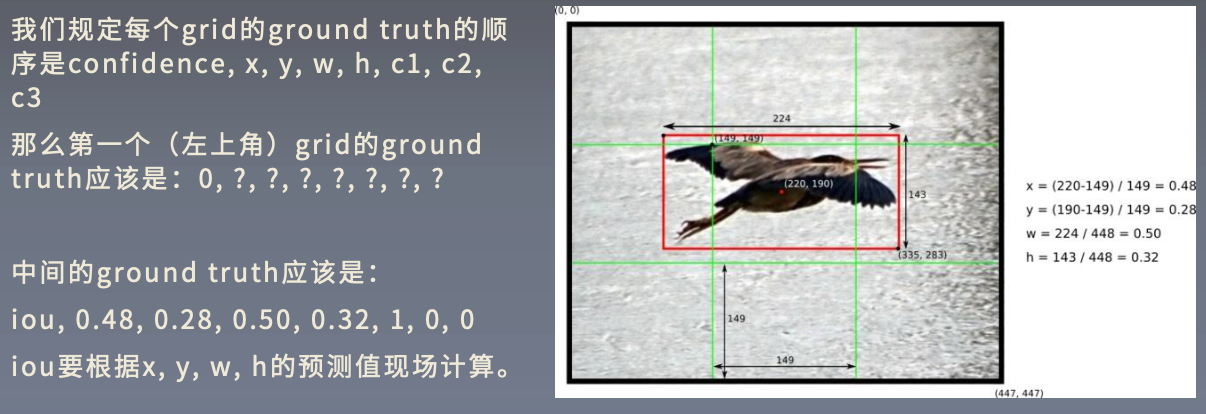 我们规定每个grid的ground truth的顺
序是confidence, x, y, w, h, c1, c2,
c3
那么第一个（左上角）grid的ground
truth应该是：0, ?, ?, ?, ?, ?, ?, ?
中间的ground truth应该是：
iou, 0.48, 0.28, 0.50, 0.32, 1, 0, 0
iou要根据x, y, w, h的预测值现场计算。
(0, 0)
224
(149, 149)
(220, 190)
143
(335, 283)
149
149
(447, 447)
x = (220-149) / 149 = 0.48
y = (190-149) / 149 = 0.28
w = 224 / 448 = 0.50
h = 143 / 448 = 0.32